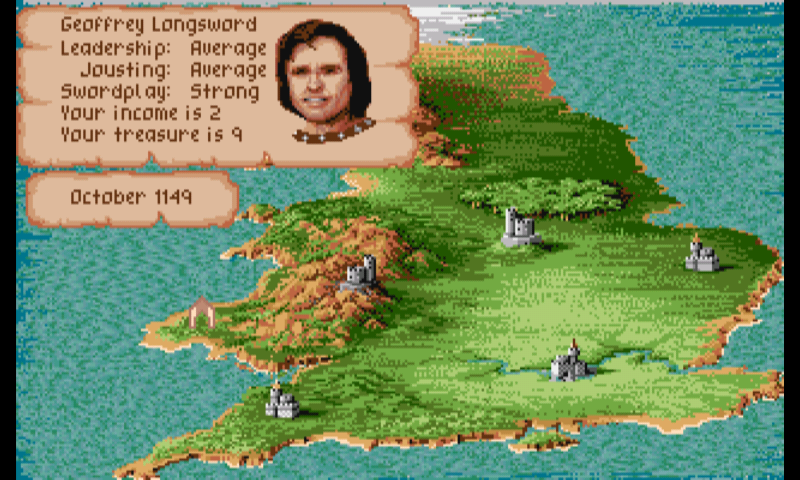 Geoffrey Longsword
Leadership: Average
Jousting: Average
Swordplay: Strong
Your income is 2
Your treasure is 9
October 1149